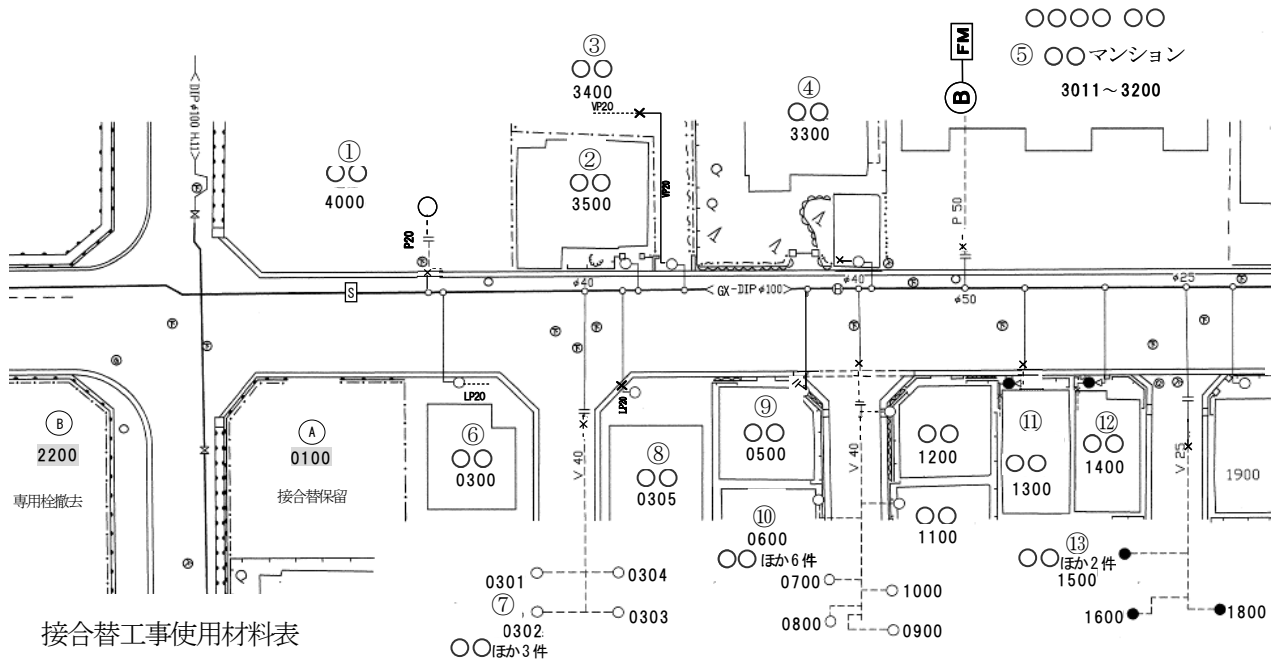 ○○○○ ○○
③
○○
3400
VP20
⑤ ○○マンション
3011～3200
FM
B
④
○○
3300
<DIPφ100 H.11>
①
○○
4000
②
○○
3500
VP20
P20
P 50
S
φ40
<GX-DIPφ100>
H
φ40
φ50
φ25
B
2200
専用栓撤去
A
0100
接合替保留
LP20
⑥
○○
0300
V 40
LP20
⑧
○○
0305
⑨
○○
0500
V 40
○○
1200
⑪
○○
1300
⑫
○○
1400
V 25
1900
⑩
0600
○○ ほか6件
○○
1100
⑬
○○ ほか2件
1500
0301
0304
0700
1000
⑦
0302
0303
○○ ほか3件
0800
0900
1600
1800
接合替工事使用材料表